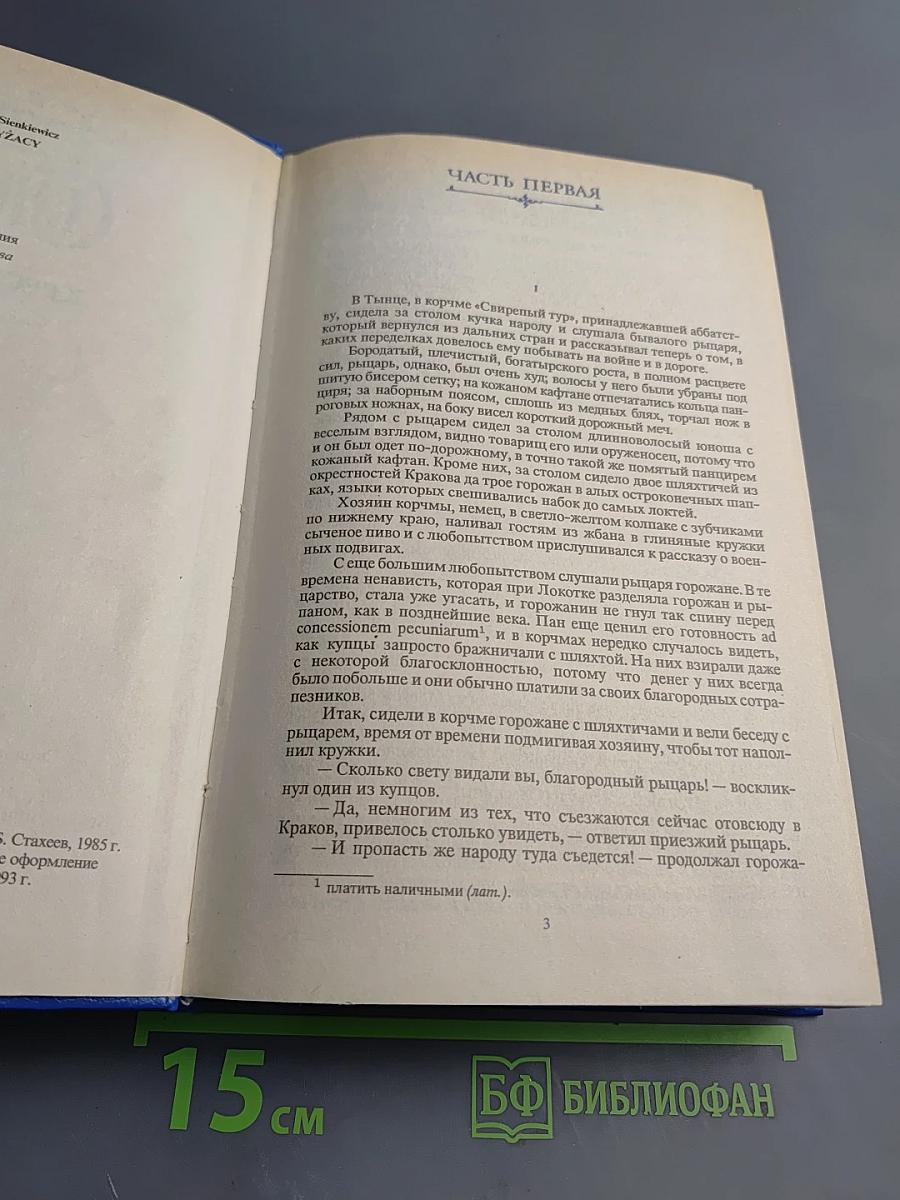 Sienkiewicz
YŻACY
ва
Б. Стахеев, 1985 г.
е оформление
93 г.
ЧАСТЬ ПЕРВАЯ
1
В Тынце, в корчме «Свирепый тур», принадлежавшей аббатст-
ву, сидела за столом кучка народу и слушала бывалого рыцаря,
который вернулся из дальних стран и рассказывал теперь о том, в
каких переделках довелось ему побывать на войне и в дороге.
Бородатый, плечистый, богатырского роста, в полном расцвете
сил, рыцарь, однако, был очень худ; волосы у него были убраны под
шитую бисером сетку; на кожаном кафтане отпечатались кольца пан-
циря; за наборным поясом, сплошь из медных блях, торчал нож в
роговых ножнах, на боку висел короткий дорожный меч.
Рядом с рыцарем сидел за столом длинноволосый юноша с
веселым взглядом, видно товарищ его или оруженосец, потому что
и он был одет по-дорожному, в точно такой же помятый панцирем
кожаный кафтан. Кроме них, за столом сидело двое шляхтичей из
окрестностей Кракова да трое горожан в алых остроконечных шап-
ках, языки которых свешивались набок до самых локтей.
Хозяин корчмы, немец, в светло-желтом колпаке с зубчиками
по нижнему краю, наливал гостям из жбана в глиняные кружки
сыченое пиво и с любопытством прислушивался к рассказу о воен-
ных подвигах.
С еще большим любопытством слушали рыцаря горожане. В те
времена ненависть, которая при Локотке разделяла горожан и ры-
царство, стала уже угасать, и горожанин не гнул так спину перед
паном, как в позднейшие века. Пан еще ценил его готовность ad
concessionem pecuniarum¹, и в корчмах нередко случалось видеть,
как купцы запросто бражничали с шляхтой. На них взирали даже
с некоторой благосклонностью, потому что денег у них всегда
было побольше и они обычно платили за своих благородных сотра-
пезников.
Итак, сидели в корчме горожане с шляхтичами и вели беседу с
рыцарем, время от времени подмигивая хозяину, чтобы тот напол-
нил кружки.
— Сколько свету видали вы, благородный рыцарь! — восклик-
нул один из купцов.
— Да, немногим из тех, что съезжаются сейчас отовсюду в
Краков, привелось столько увидеть, — ответил приезжий рыцарь.
— И пропасть же народу туда съедется! — продолжал горожа-
¹ платить наличными (лат.).
3
15 см
БФ БИБЛИОФАН